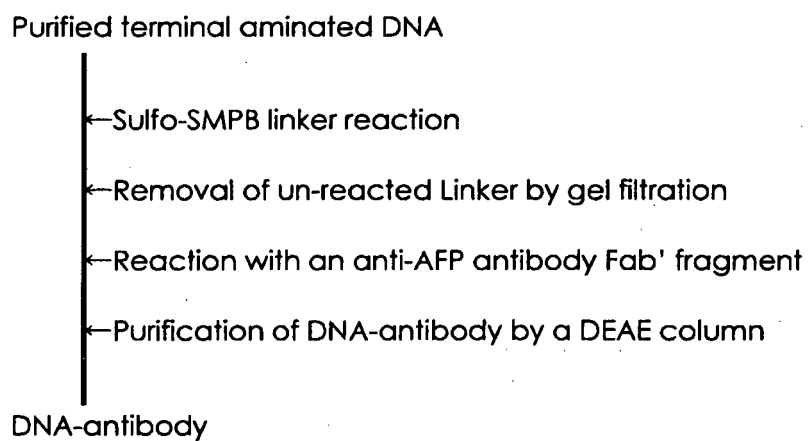 Purified terminal aminated DNA
Sulfo-SMPB linker reaction
Removal of un-reacted Linker by gel filtration
Reaction with an anti-AFP antibody Fab' fragment
Purification of DNA-antibody by a DEAE column
DNA-antibody